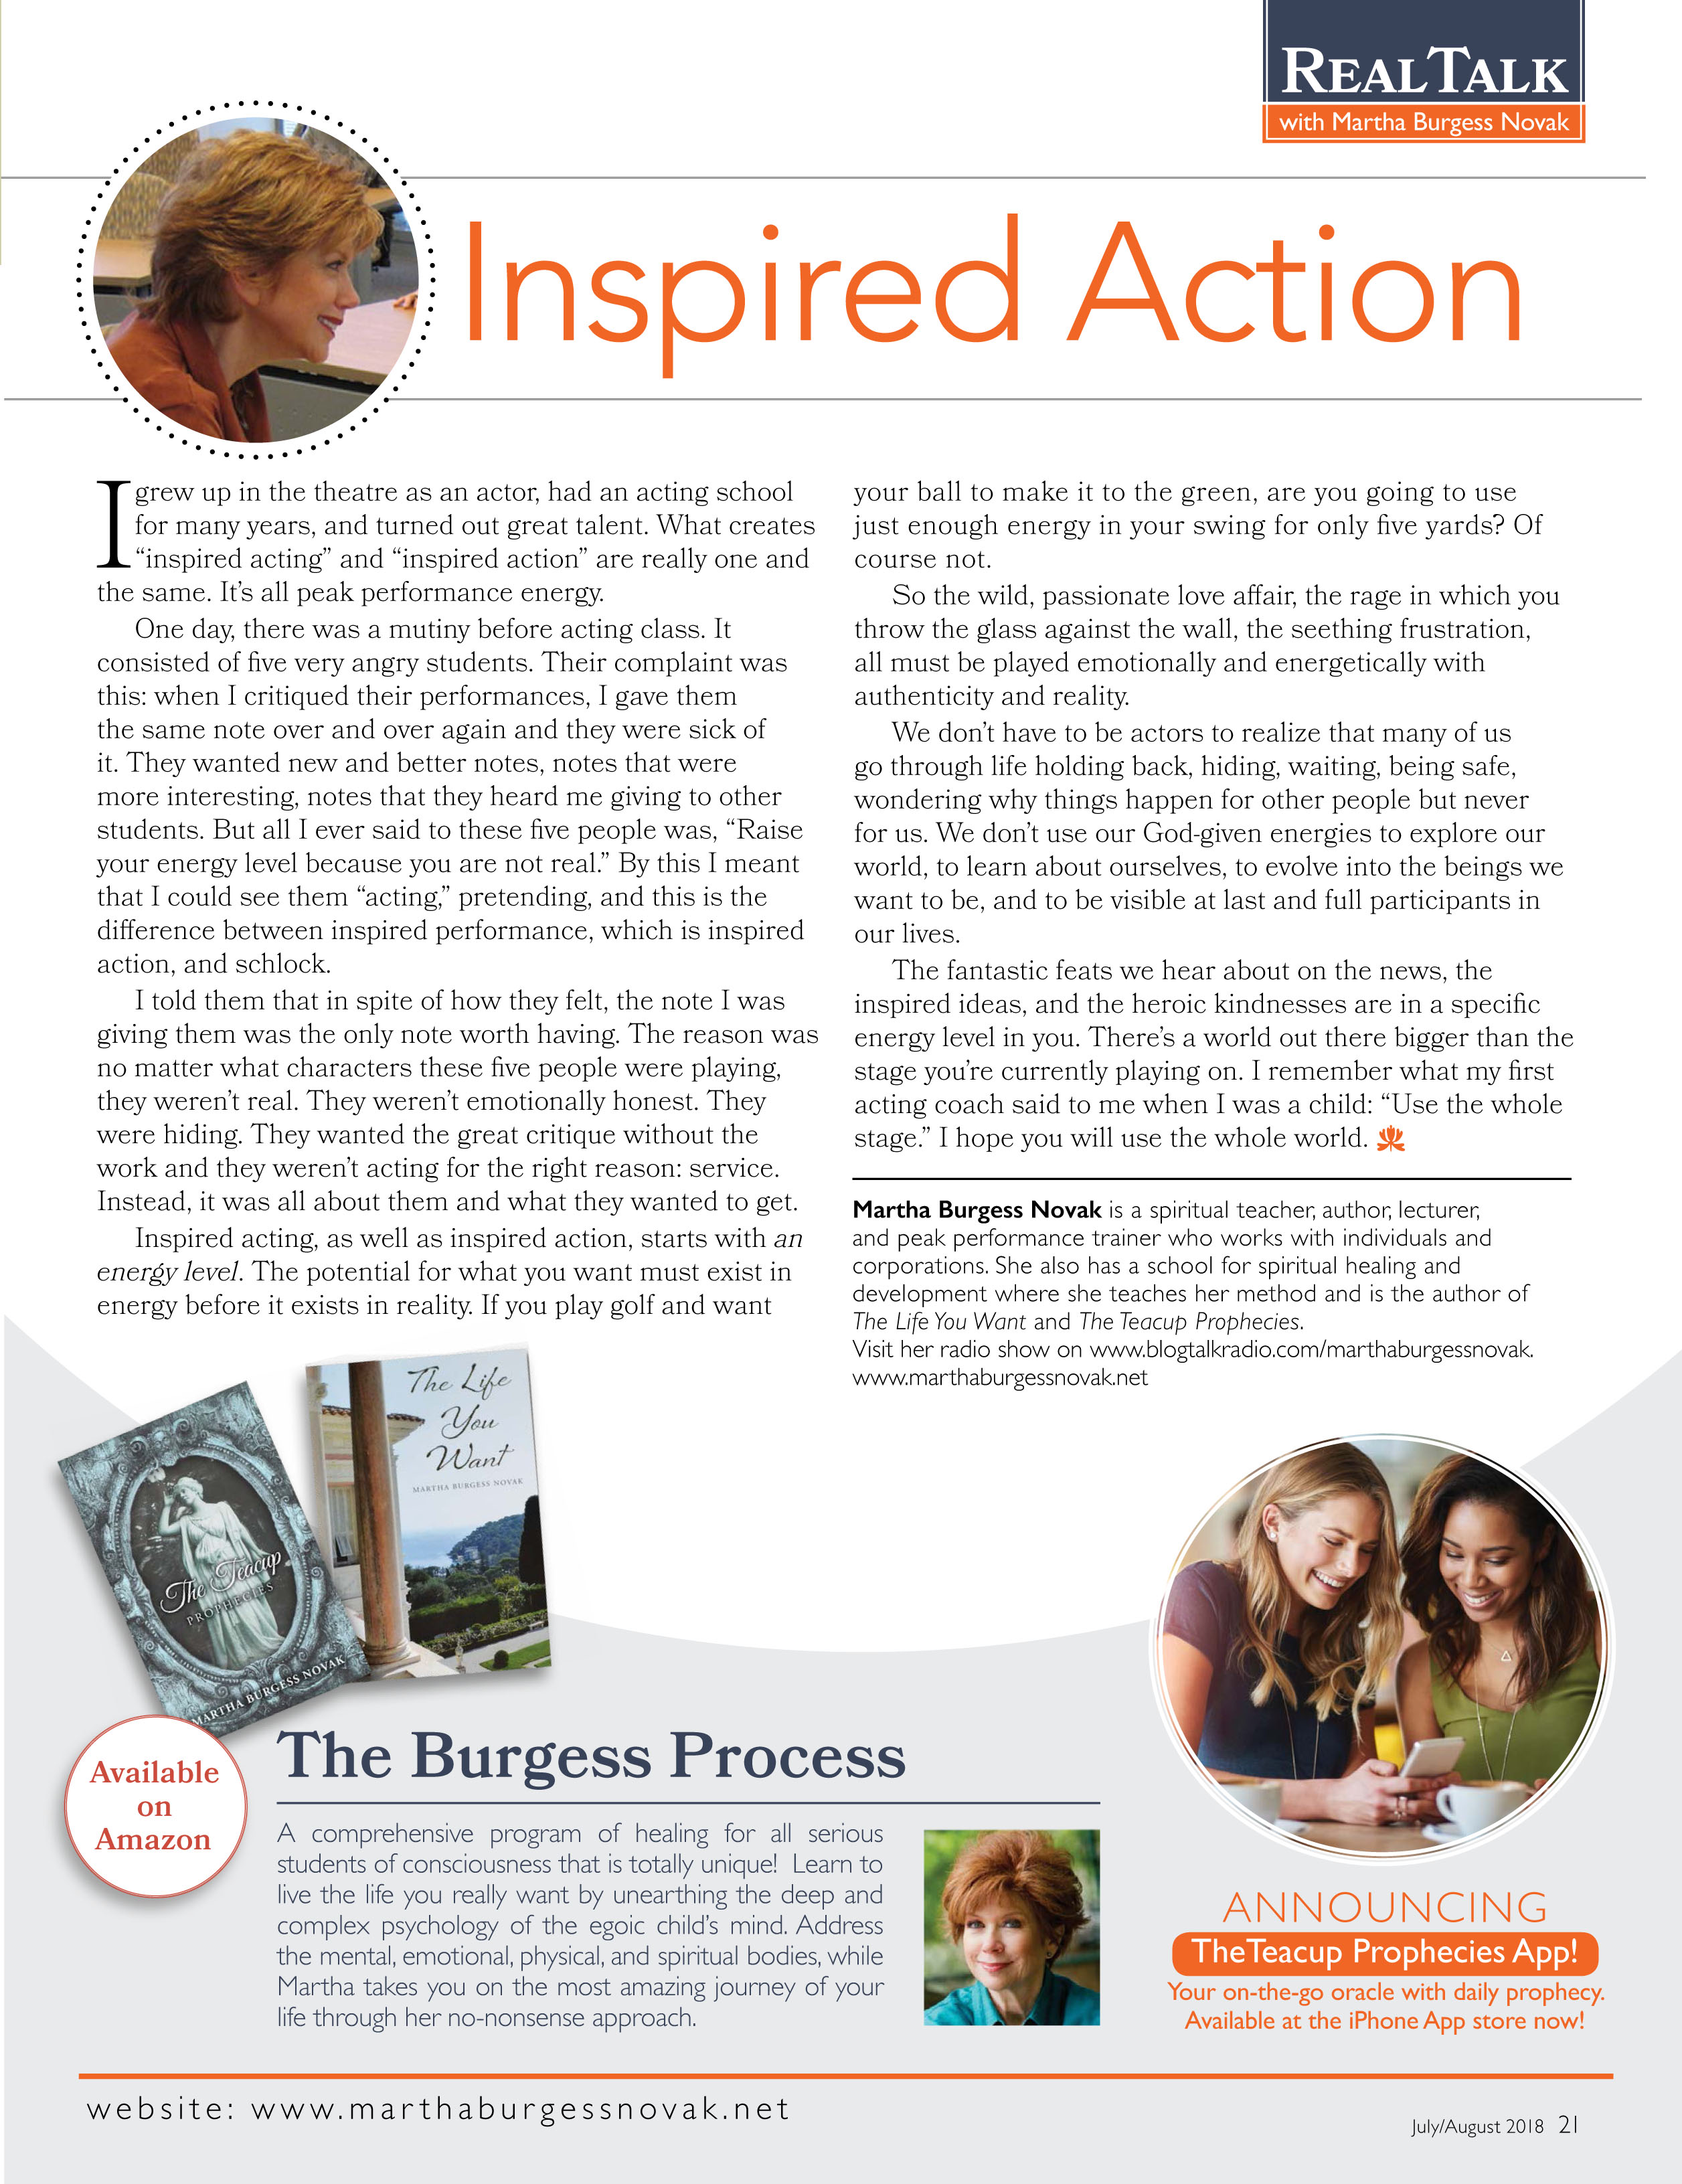 REAL TALK
with Martha Burgess Novak
Inspired Action
I grew up in the theatre as an actor, had an acting school
for many years, and turned out great talent. What creates
“inspired acting” and “inspired action” are really one and
the same. It’s all peak performance energy.
One day, there was a mutiny before acting class. It
consisted of five very angry students. Their complaint was
this: when I critiqued their performances, I gave them
the same note over and over again and they were sick of
it. They wanted new and better notes, notes that were
more interesting, notes that they heard me giving to other
students. But all I ever said to these five people was, “Raise
your energy level because you are not real.” By this I meant
that I could see them “acting,” pretending, and this is the
difference between inspired performance, which is inspired
action, and schlock.
I told them that in spite of how they felt, the note I was
giving them was the only note worth having. The reason was
no matter what characters these five people were playing,
they weren’t real. They weren’t emotionally honest. They
were hiding. They wanted the great critique without the
work and they weren’t acting for the right reason: service.
Instead, it was all about them and what they wanted to get.
Inspired acting, as well as inspired action, starts with an
energy level. The potential for what you want must exist in
energy before it exists in reality. If you play golf and want
your ball to make it to the green, are you going to use
just enough energy in your swing for only five yards? Of
course not.
So the wild, passionate love affair, the rage in which you
throw the glass against the wall, the seething frustration,
all must be played emotionally and energetically with
authenticity and reality.
We don’t have to be actors to realize that many of us
go through life holding back, hiding, waiting, being safe,
wondering why things happen for other people but never
for us. We don’t use our God-given energies to explore our
world, to learn about ourselves, to evolve into the beings we
want to be, and to be visible at last and full participants in
our lives.
The fantastic feats we hear about on the news, the
inspired ideas, and the heroic kindnesses are in a specific
energy level in you. There’s a world out there bigger than the
stage you’re currently playing on. I remember what my first
acting coach said to me when I was a child: “Use the whole
stage.” I hope you will use the whole world.
Martha Burgess Novak is a spiritual teacher, author, lecturer,
and peak performance trainer who works with individuals and
corporations. She also has a school for spiritual healing and
development where she teaches her method and is the author of
The Life You Want and The Teacup Prophecies.
Visit her radio show on www.blogtalkradio.com/marthaburgessnovak.
www.marthaburgessnovak.net
The Teacup
PROPHECIES
MARTHA BURGESS NOVAK
The Life
You
Want
MARTHA BURGESS NOVAK
Available
on
Amazon
The Burgess Process
A comprehensive program of healing for all serious
students of consciousness that is totally unique! Learn to
live the life you really want by unearthing the deep and
complex psychology of the egoic child’s mind. Address
the mental, emotional, physical, and spiritual bodies, while
Martha takes you on the most amazing journey of your
life through her no-nonsense approach.
ANNOUNCING
The Teacup Prophecies App!
Your on-the-go oracle with daily prophecy.
Available at the iPhone App store now!
website: www.marthaburgessnovak.net
July/August 2018 21